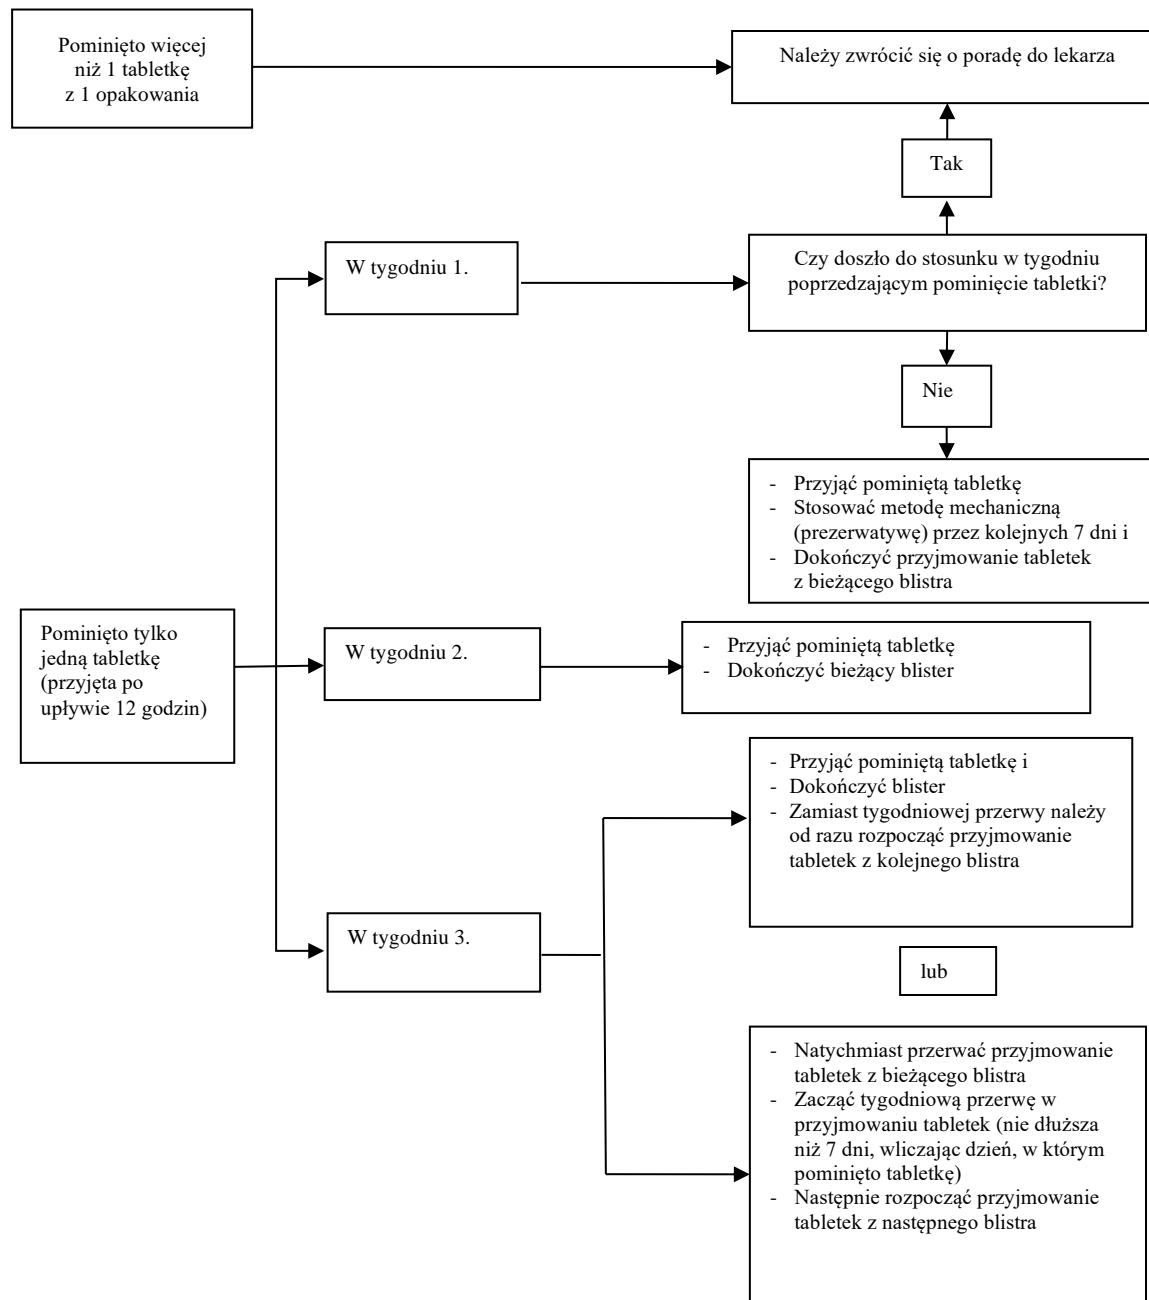 Pominięto więcej
niż 1 tabletkę
z 1 opakowania
Należy zwrócić się o poradę do lekarza
Tak
W tygodniu 1.
Czy doszło do stosunku w tygodniu
poprzedzającym pominięcie tabletki?
Nie
- Przyjąć pominiętą tabletkę
- Stosować metodę mechaniczną
(prezerwatywę) przez kolejnych 7 dni i
- Dokończyć przyjmowanie tabletek
z bieżącego blistra
Pominięto tylko
jedną tabletkę
(przyjęta po
upływie 12 godzin)
W tygodniu 2.
- Przyjąć pominiętą tabletkę
- Dokończyć bieżący blister
W tygodniu 3.
- Przyjąć pominiętą tabletkę i
- Dokończyć blister
- Zamiast tygodniowej przerwy należy
od razu rozpocząć przyjmowanie
tabletek z kolejnego blistra
lub
- Natychmiast przerwać przyjmowanie
tabletek z bieżącego blistra
- Zacząć tygodniową przerwę w
przyjmowaniu tabletek (nie dłuższa
niż 7 dni, wliczając dzień, w którym
pominięto tabletkę)
- Następnie rozpocząć przyjmowanie
tabletek z następnego blistra